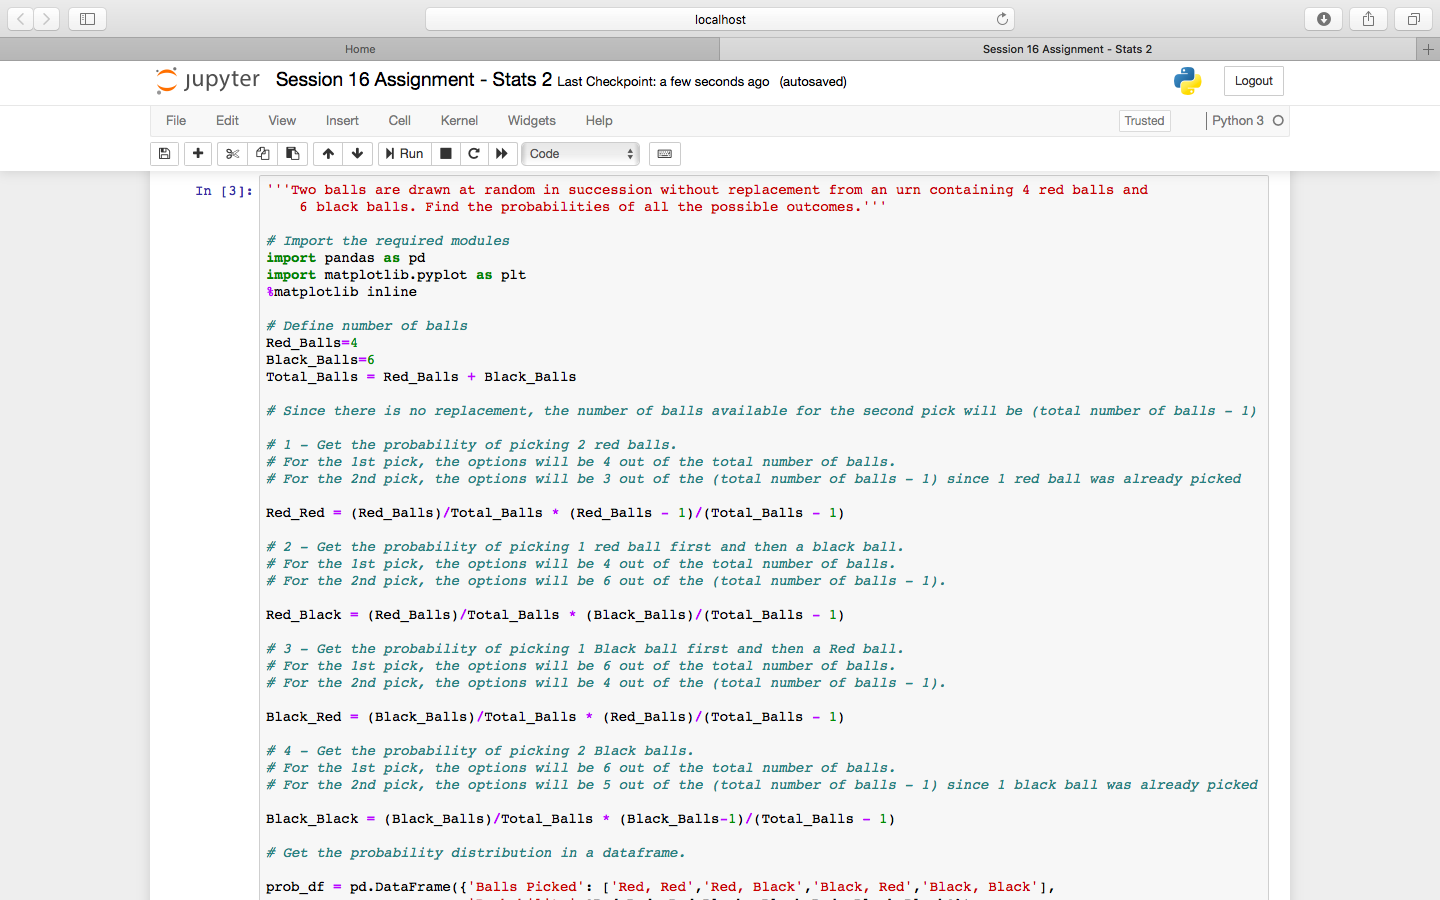 localhost
Home
Session 16 Assignment - Stats 2
jupyter Session 16 Assignment - Stats 2 Last Checkpoint: a few seconds ago (autosaved)
Logout
File Edit View Insert Cell Kernel Widgets Help
Trusted
Python 3
Run
Code
In [3]: '''Two balls are drawn at random in succession without replacement from an urn containing 4 red balls and
6 black balls. Find the probabilities of all the possible outcomes.'''
# Import the required modules
import pandas as pd
import matplotlib.pyplot as plt
%matplotlib inline
# Define number of balls
Red_Balls=4
Black_Balls=6
Total_Balls = Red_Balls + Black_Balls
# Since there is no replacement, the number of balls available for the second pick will be (total number of balls - 1)
# 1 - Get the probability of picking 2 red balls.
# For the 1st pick, the options will be 4 out of the total number of balls.
# For the 2nd pick, the options will be 3 out of the (total number of balls - 1) since 1 red ball was already picked
Red_Red = (Red_Balls)/Total_Balls * (Red_Balls - 1)/(Total_Balls - 1)
# 2 - Get the probability of picking 1 red ball first and then a black ball.
# For the 1st pick, the options will be 4 out of the total number of balls.
# For the 2nd pick, the options will be 6 out of the (total number of balls - 1).
Red_Black = (Red_Balls)/Total_Balls * (Black_Balls)/(Total_Balls - 1)
# 3 - Get the probability of picking 1 Black ball first and then a Red ball.
# For the 1st pick, the options will be 6 out of the total number of balls.
# For the 2nd pick, the options will be 4 out of the (total number of balls - 1).
Black_Red = (Black_Balls)/Total_Balls * (Red_Balls)/(Total_Balls - 1)
# 4 - Get the probability of picking 2 Black balls.
# For the 1st pick, the options will be 6 out of the total number of balls.
# For the 2nd pick, the options will be 5 out of the (total number of balls - 1) since 1 black ball was already picked
Black_Black = (Black_Balls)/Total_Balls * (Black_Balls-1)/(Total_Balls - 1)
# Get the probability distribution in a dataframe.
prob_df = pd.DataFrame({'Balls Picked': ['Red, Red','Red, Black','Black, Red','Black, Black'],